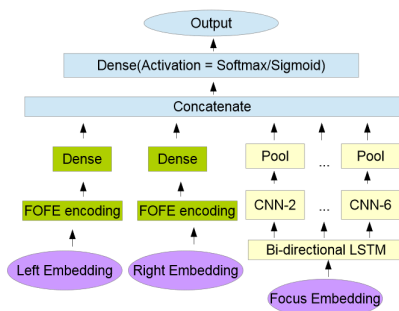 Output
Dense(Activation = Softmax/Sigmoid)
Concatenate
Dense
Dense
Pool
...
Pool
FOFE encoding
FOFE encoding
CNN-2
...
CNN-6
Left Embedding
Right Embedding
Bi-directional LSTM
Focus Embedding